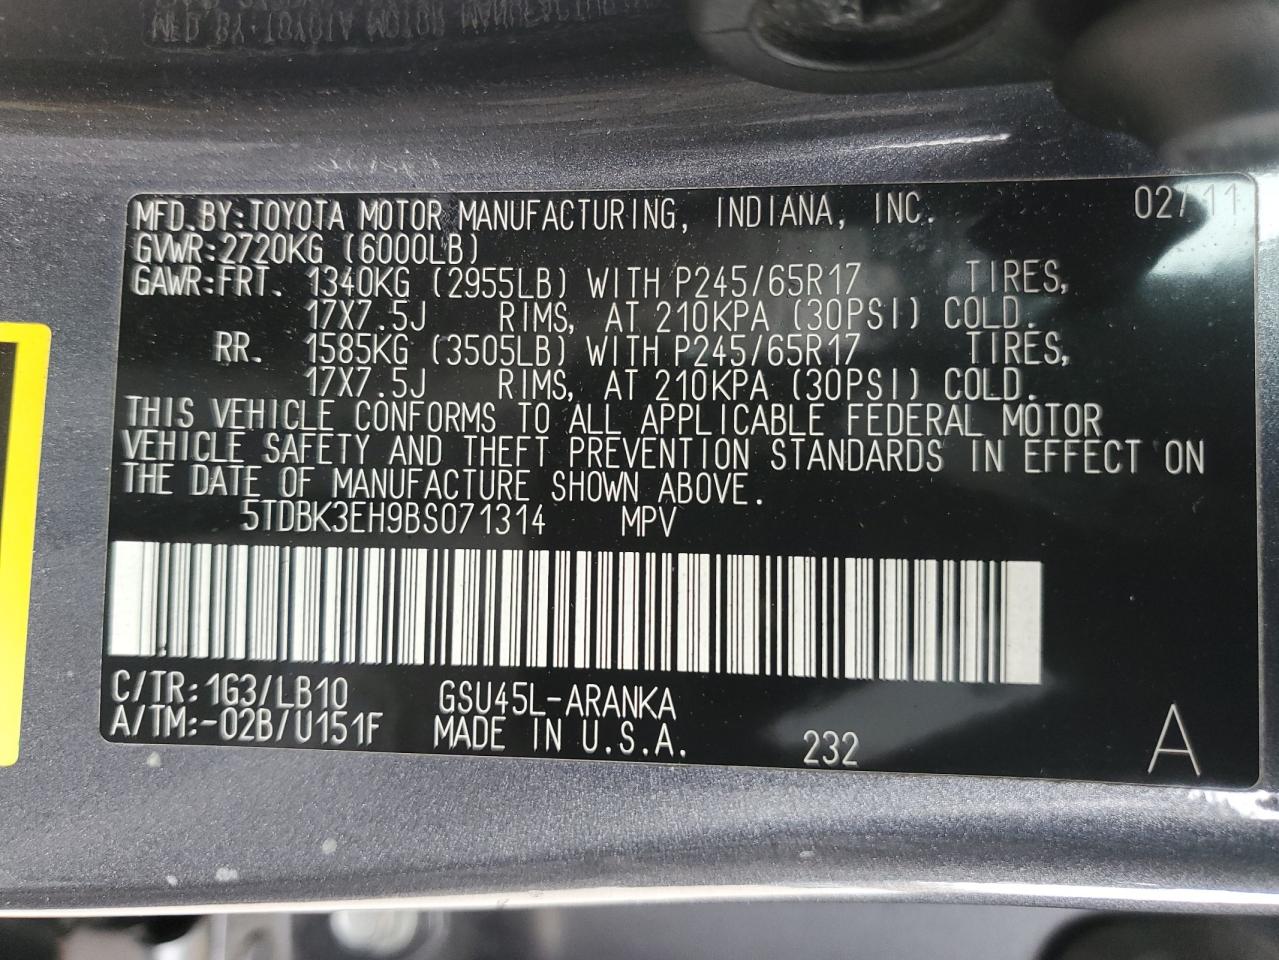 MFD. BY: TOYOTA MOTOR MANUFACTURING, INDIANA, INC. 02/11
GVWR: 2720KG (6000LB)
GAWR: FRT. 1340KG (2955LB) WITH P245/65R17 TIRES,
17X7.5J RIMS, AT 210KPA (30PSI) COLD.
RR. 1585KG (3505LB) WITH P245/65R17 TIRES,
17X7.5J RIMS, AT 210KPA (30PSI) COLD.
THIS VEHICLE CONFORMS TO ALL APPLICABLE FEDERAL MOTOR
VEHICLE SAFETY AND THEFT PREVENTION STANDARDS IN EFFECT ON
THE DATE OF MANUFACTURE SHOWN ABOVE.
5TDBK3EH9BS071314 MPV
C/TR: 1G3/LB10 GSU45L-ARANKA
A/TM: -02B/U151F MADE IN U.S.A. 232 A